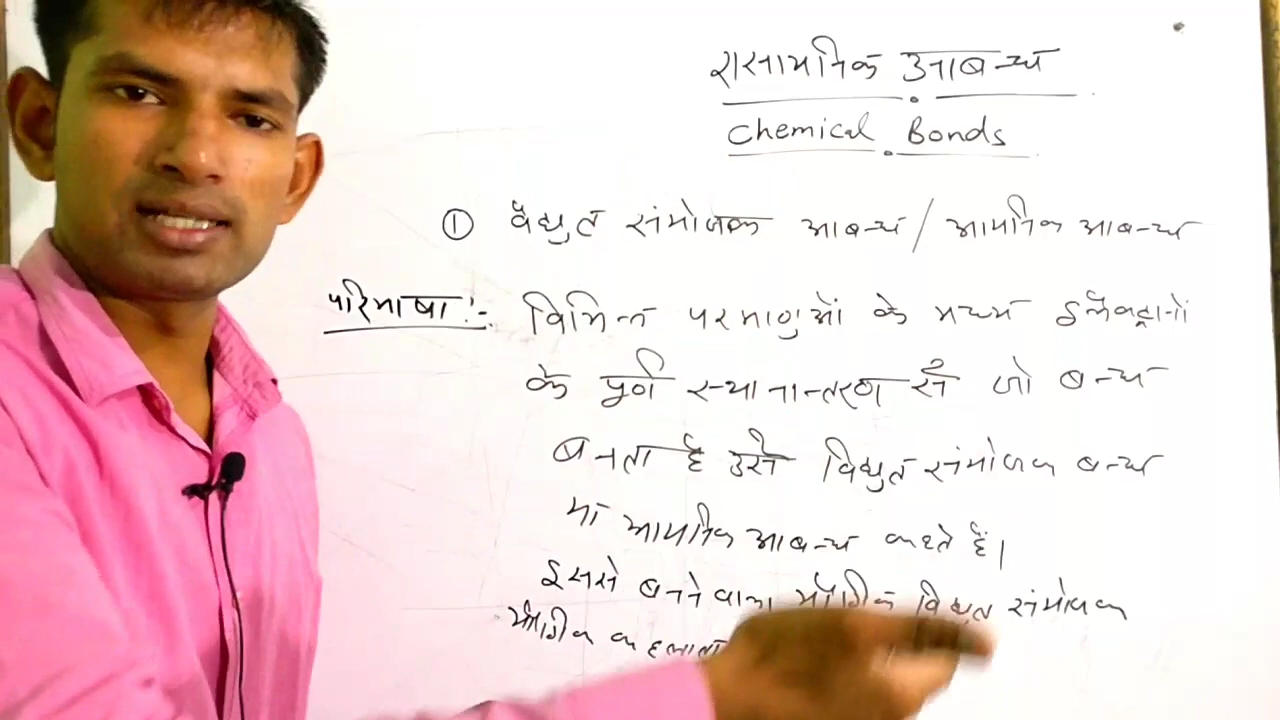 रासायनिक आबन्ध
Chemical Bonds
① वैद्युत संयोजक आबन्ध / आयनिक आबन्ध
परिभाषा :- विभिन्न परमाणुओं के मध्य इलेक्ट्रानों
के पूर्ण स्थानान्तरण से जो बन्ध
बनता है उसे विद्युत संयोजक बन्ध
या आयनिक आबन्ध कहते हैं।
इससे बनने वाला यौगिक विद्युत संयोजक
यौगिक कहलाता